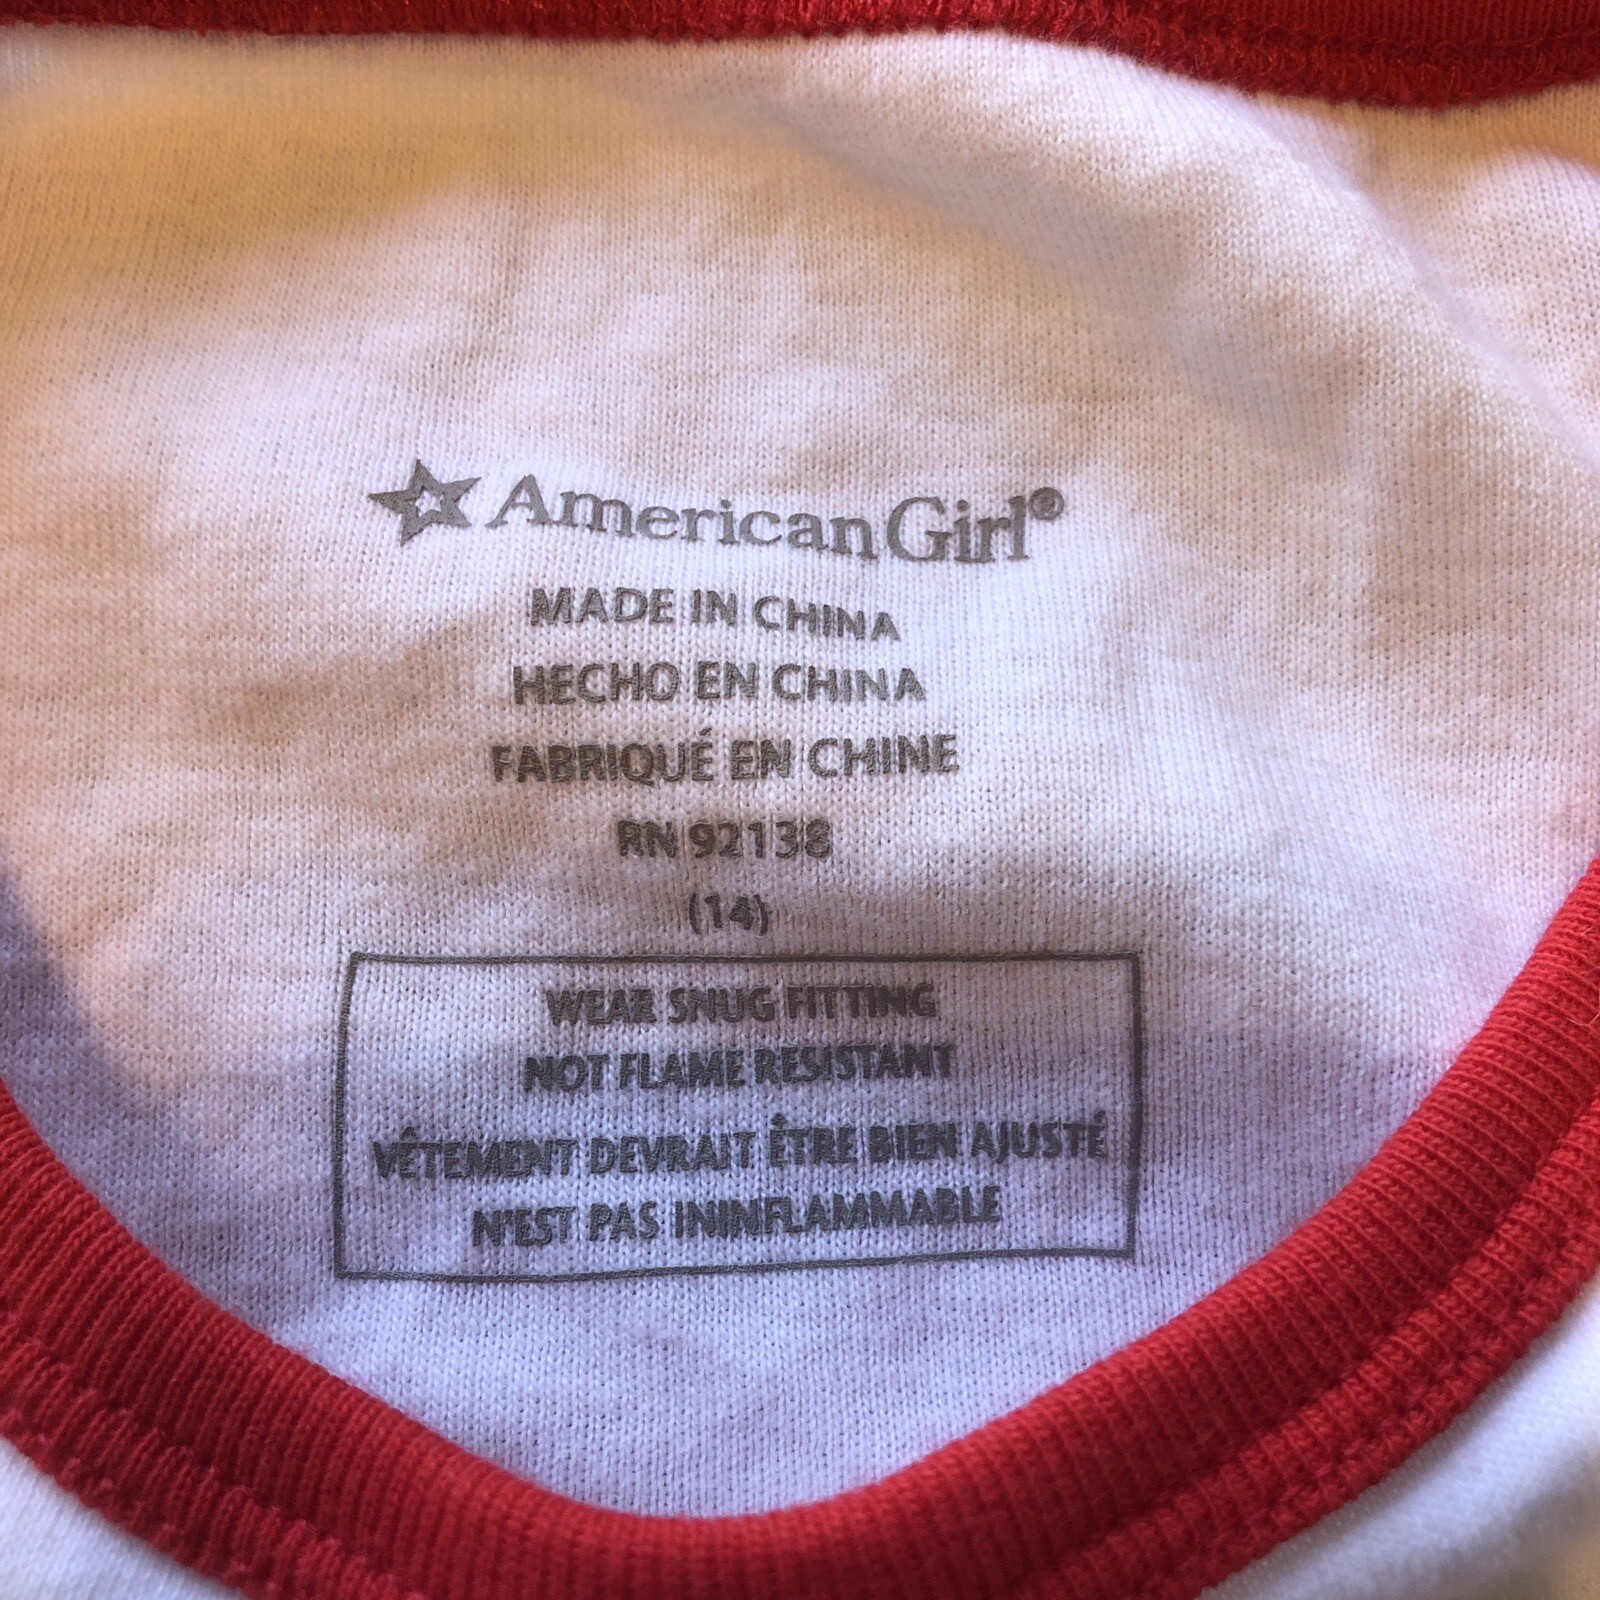 American Girl®
MADE IN CHINA
HECHO EN CHINA
FABRIQUÉ EN CHINE
RN 92138
(14)
WEAR SNUG FITTING
NOT FLAME RESISTANT
VÊTEMENT DEVRAIT ÊTRE BIEN AJUSTÉ
N'EST PAS ININFLAMMABLE